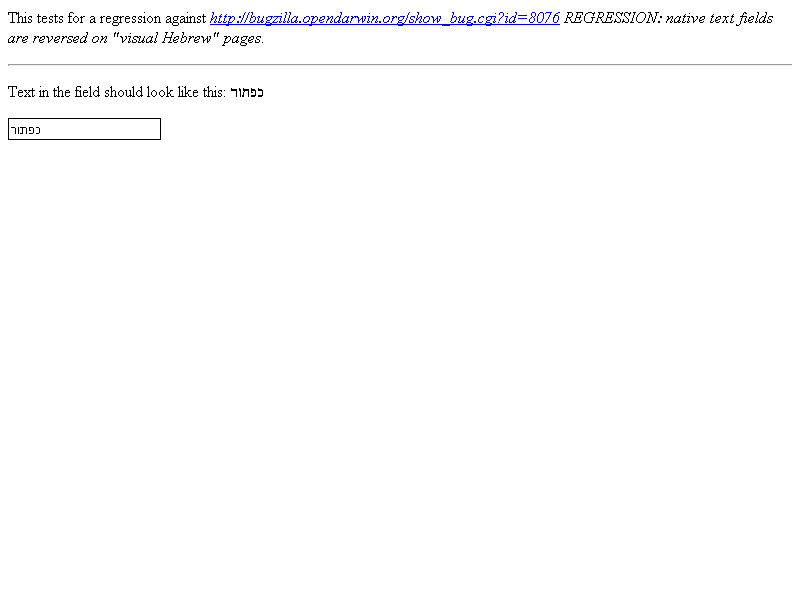 This tests for a regression against http://bugzilla.opendarwin.org/show_bug.cgi?id=8076 REGRESSION: native text fields
are reversed on "visual Hebrew" pages.
Text in the field should look like this: כפתור
כפתור